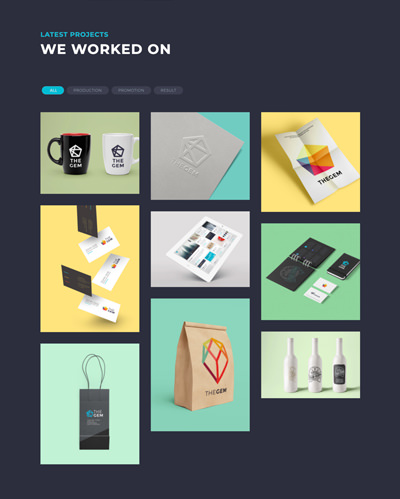 LATEST PROJECTS
WE WORKED ON
ALL
PRODUCTION
PROMOTION
RESULT
THE
GEM
THE
GEM
THEGEM
THE
GEM
THEGEM